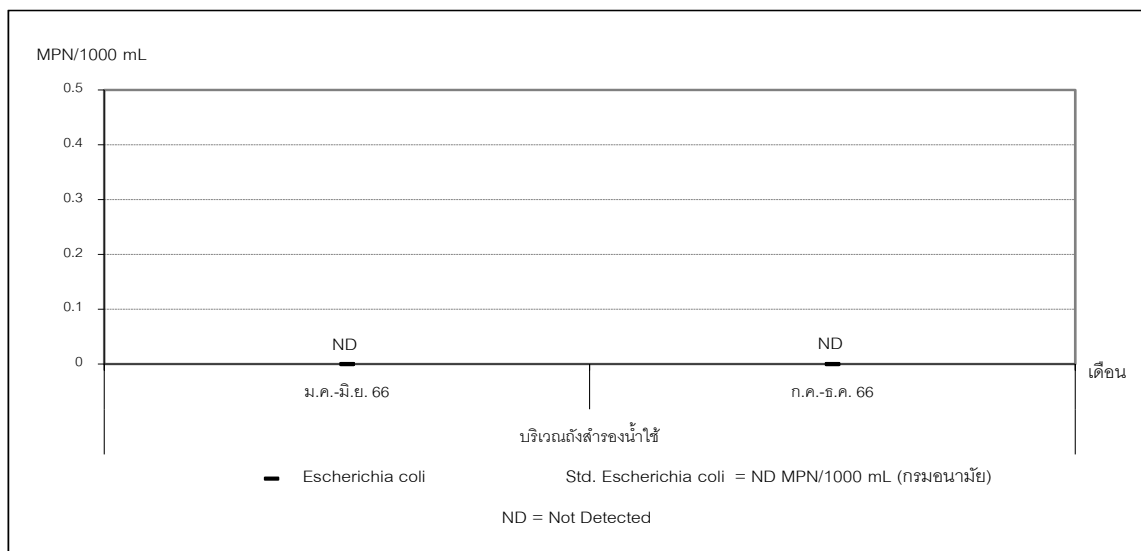 MPN/1000 mL
0.5
0.4
0.3
0.2
0.1
0
ND ND
เดือน
ม.ค.-มิ.ย. 66 ก.ค.-ธ.ค. 66
บริเวณถังสำรองน้ำใช้
Escherichia coli Std. Escherichia coli = ND MPN/1000 mL (กรมอนามัย)
ND = Not Detected